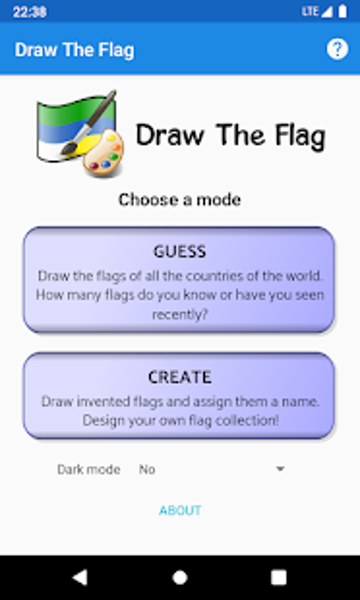 22:38
LTE
Draw The Flag
?
Draw The Flag
Choose a mode
GUESS
Draw the flags of all the countries of the world.
How many flags do you know or have you seen
recently?
CREATE
Draw invented flags and assign them a name.
Design your own flag collection!
Dark mode No
ABOUT